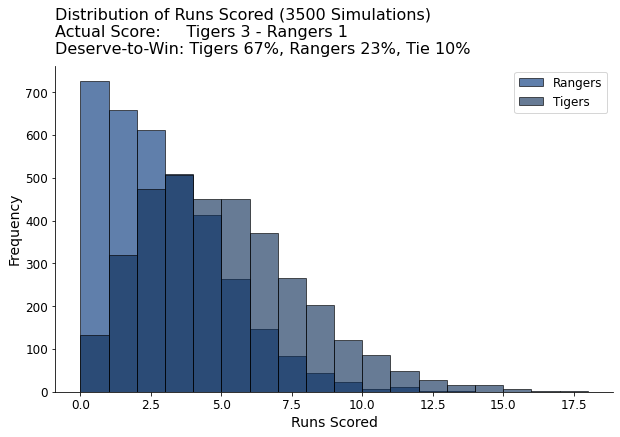 Distribution of Runs Scored (3500 Simulations)
Actual Score:     Tigers 3 - Rangers 1
Deserve-to-Win: Tigers 67%, Rangers 23%, Tie 10%
Rangers
Tigers
Frequency
700
600
500
400
300
200
100
0
0.0 2.5 5.0 7.5 10.0 12.5 15.0 17.5
Runs Scored